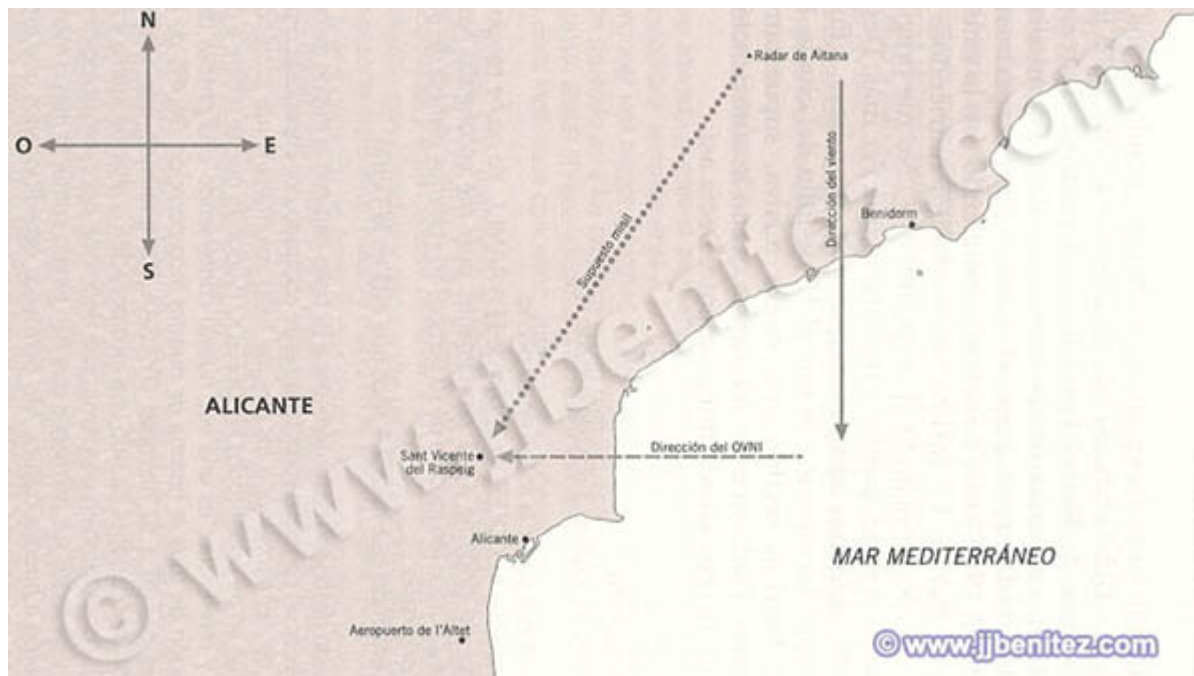 N
Radar de Aitana
O
E
Dirección del viento
Benidorm
S
Supuesto misil
ALICANTE
Dirección del OVNI
Sant Vicente
del Raspeig
Alicante
MAR MEDITERRÁNEO
Aeropuerto de l'Altet
© www.jjbenitez.com
© www.jjbenitez.com